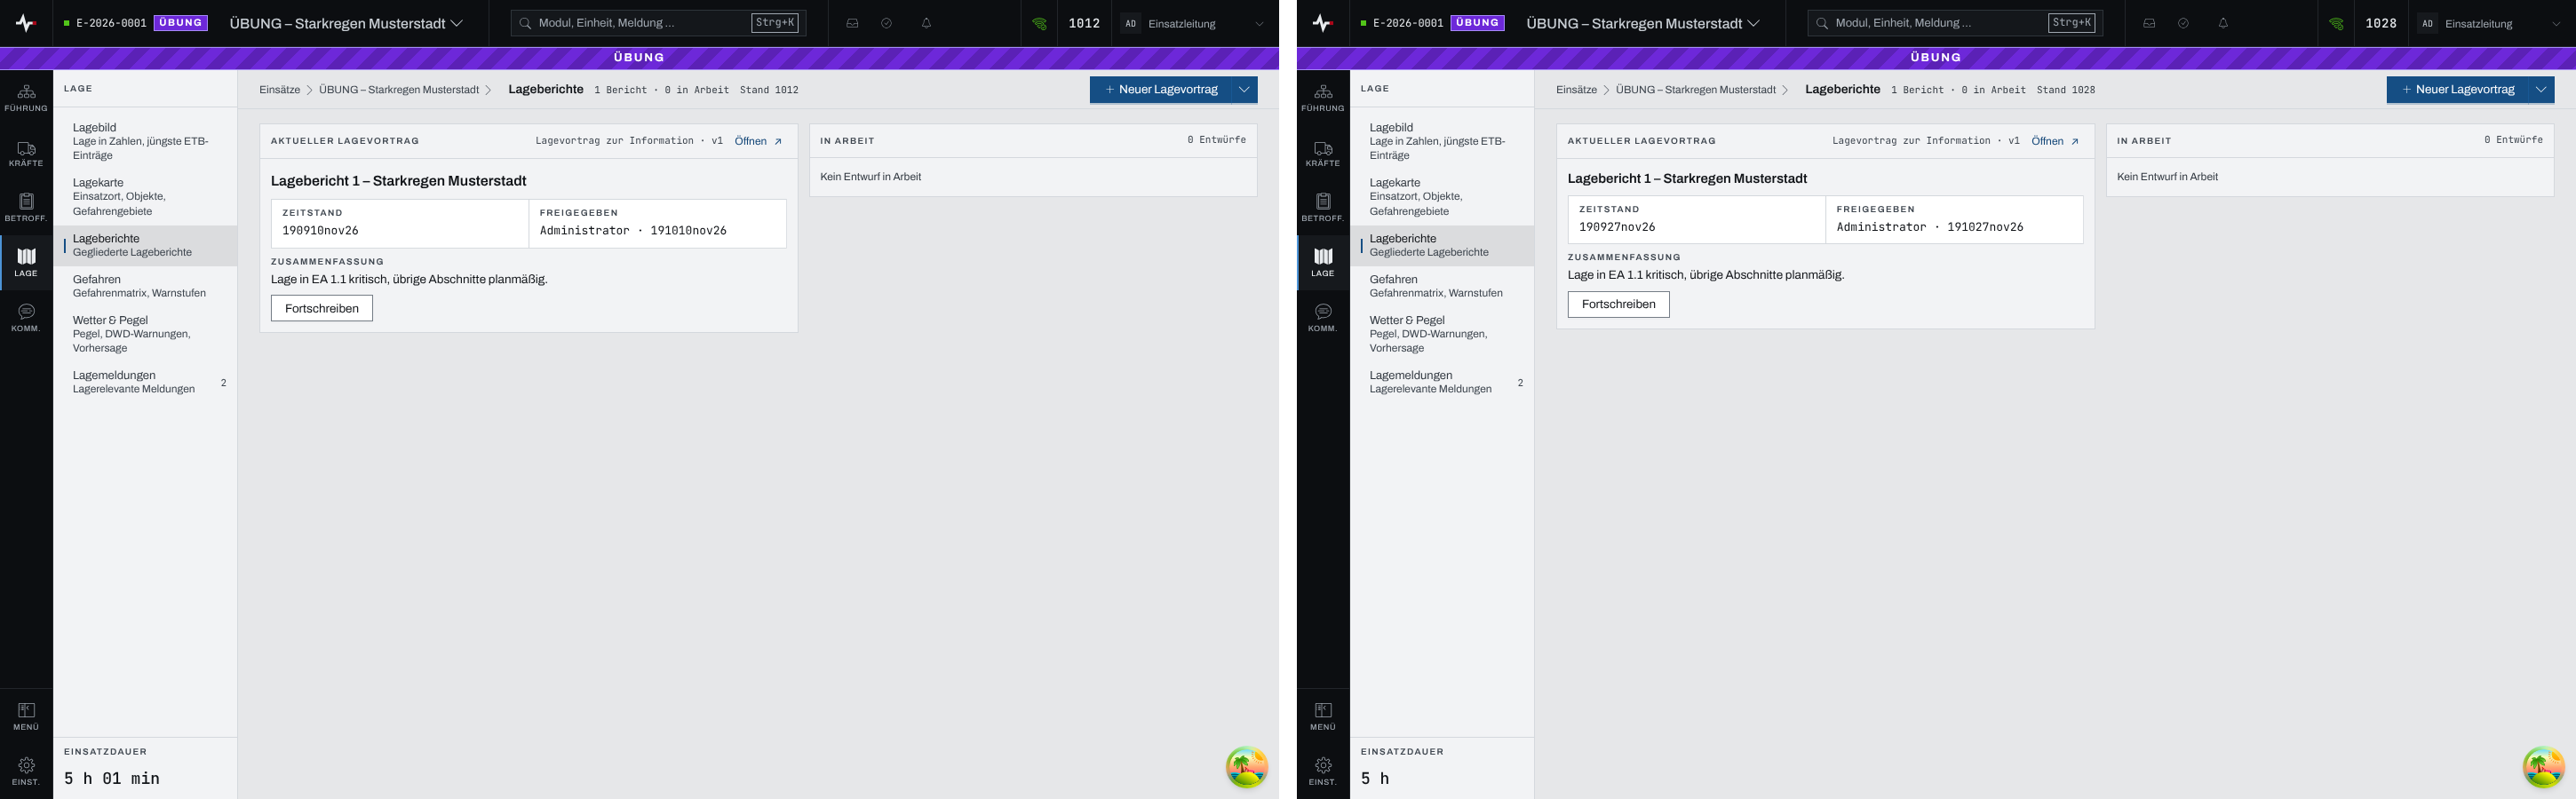 E-2026-0001 ÜBUNG ÜBUNG – Starkregen Musterstadt Modul, Einheit, Meldung ... Strg+K 1012 AD Einsatzleitung
ÜBUNG
FÜHRUNG
KRÄFTE
BETROFF.
LAGE
KOMM.
MENÜ
EINST.
LAGE
Lagebild
Lage in Zahlen, jüngste ETB-
Einträge
Lagekarte
Einsatzort, Objekte,
Gefahrengebiete
Lageberichte
Gegliederte Lageberichte
Gefahren
Gefahrenmatrix, Warnstufen
Wetter & Pegel
Pegel, DWD-Warnungen,
Vorhersage
Lagemeldungen
Lagerelevante Meldungen 2
EINSATZDAUER
5 h 01 min
Einsätze ÜBUNG – Starkregen Musterstadt Lageberichte 1 Bericht · 0 in Arbeit Stand 1012 + Neuer Lagevortrag
AKTUELLER LAGEVORTRAG Lagevortrag zur Information · v1 Öffnen ↗
Lagebericht 1 – Starkregen Musterstadt
ZEITSTAND FREIGEGEBEN
190910nov26 Administrator · 191010nov26
ZUSAMMENFASSUNG
Lage in EA 1.1 kritisch, übrige Abschnitte planmäßig.
Fortschreiben
IN ARBEIT 0 Entwürfe
Kein Entwurf in Arbeit
E-2026-0001 ÜBUNG ÜBUNG – Starkregen Musterstadt Modul, Einheit, Meldung ... Strg+K 1028 AD Einsatzleitung
ÜBUNG
FÜHRUNG
KRÄFTE
BETROFF.
LAGE
KOMM.
MENÜ
EINST.
LAGE
Lagebild
Lage in Zahlen, jüngste ETB-
Einträge
Lagekarte
Einsatzort, Objekte,
Gefahrengebiete
Lageberichte
Gegliederte Lageberichte
Gefahren
Gefahrenmatrix, Warnstufen
Wetter & Pegel
Pegel, DWD-Warnungen,
Vorhersage
Lagemeldungen
Lagerelevante Meldungen 2
EINSATZDAUER
5 h
Einsätze ÜBUNG – Starkregen Musterstadt Lageberichte 1 Bericht · 0 in Arbeit Stand 1028 + Neuer Lagevortrag
AKTUELLER LAGEVORTRAG Lagevortrag zur Information · v1 Öffnen ↗
Lagebericht 1 – Starkregen Musterstadt
ZEITSTAND FREIGEGEBEN
190927nov26 Administrator · 191027nov26
ZUSAMMENFASSUNG
Lage in EA 1.1 kritisch, übrige Abschnitte planmäßig.
Fortschreiben
IN ARBEIT 0 Entwürfe
Kein Entwurf in Arbeit